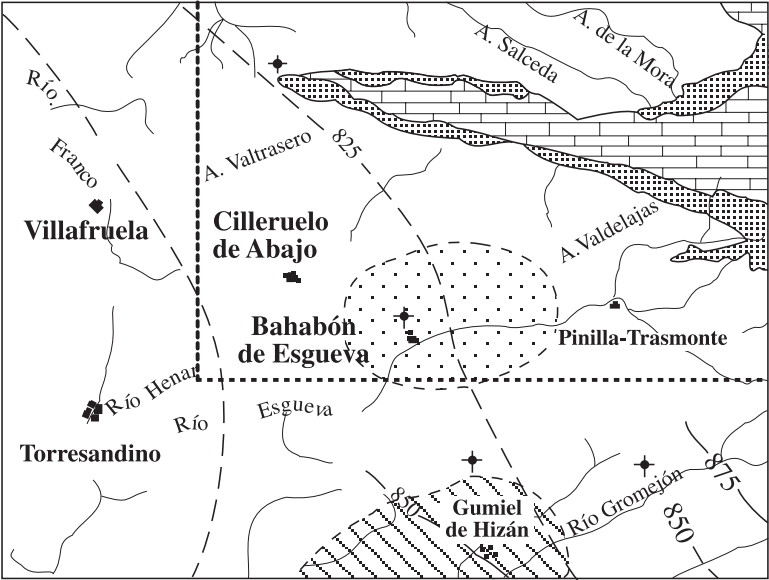 A. de la Mora
A. Salceda
Río
Franco
825
A. Valtrasero
Villafruela
Cilleruelo
de Abajo
A. Valdelajas
Bahabón
de Esgueva
Pinilla-Trasmonte
Río Henar
Río
Esgueva
Torresandino
850
875
Gumiel
de Hizán
Río Gromejón
850